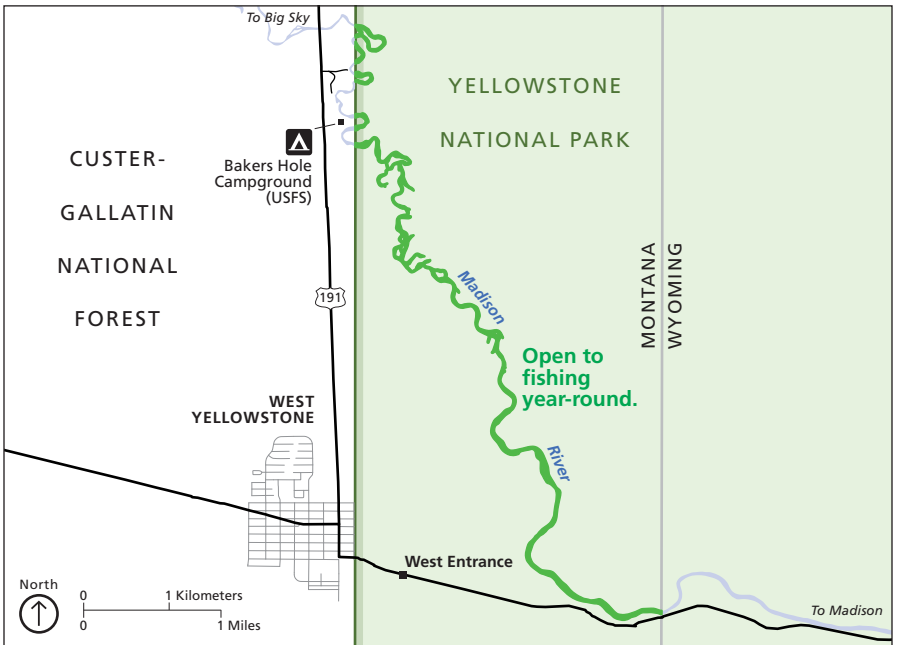 To Big Sky
YELLOWSTONE
NATIONAL PARK
Bakers Hole
Campground
(USFS)
CUSTER-
GALLATIN
NATIONAL
FOREST
191
Madison
River
MONTANA
WYOMING
Open to
fishing
year-round.
WEST
YELLOWSTONE
West Entrance
To Madison
North
0
1 Kilometers
0
1 Miles